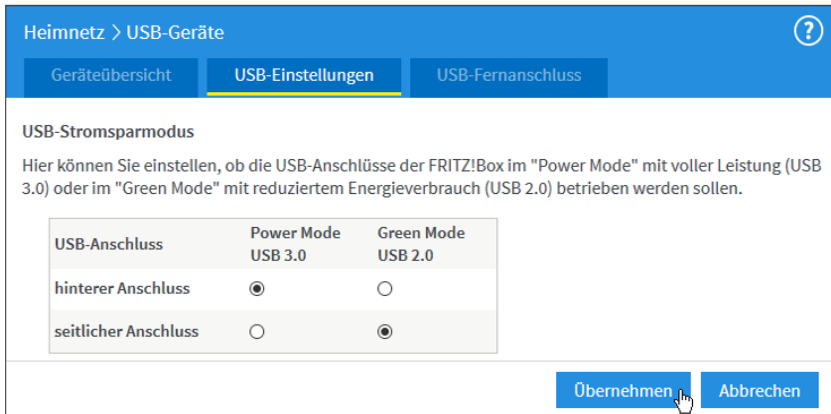 Heimnetz > USB-Geräte
?
Geräteübersicht USB-Einstellungen USB-Fernanschluss
USB-Stromsparmodus
Hier können Sie einstellen, ob die USB-Anschlüsse der FRITZ!Box im "Power Mode" mit voller Leistung (USB
3.0) oder im "Green Mode" mit reduziertem Energieverbrauch (USB 2.0) betrieben werden sollen.
USB-Anschluss Power Mode USB 3.0 Green Mode USB 2.0
hinterer Anschluss
seitlicher Anschluss
Übernehmen Abbrechen